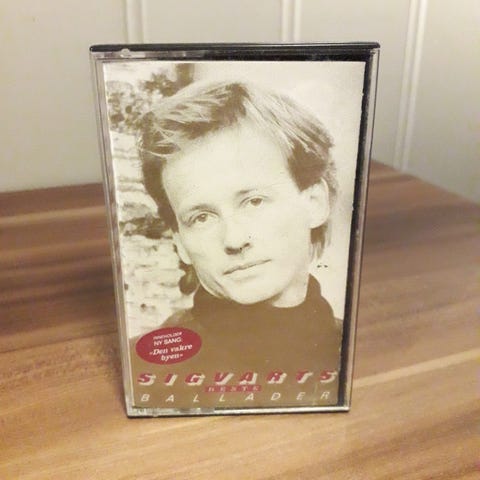 INNEHOLDER
NY SANG
«Den vakre
byen»
SIGVARTS
BESTE
BALLADER